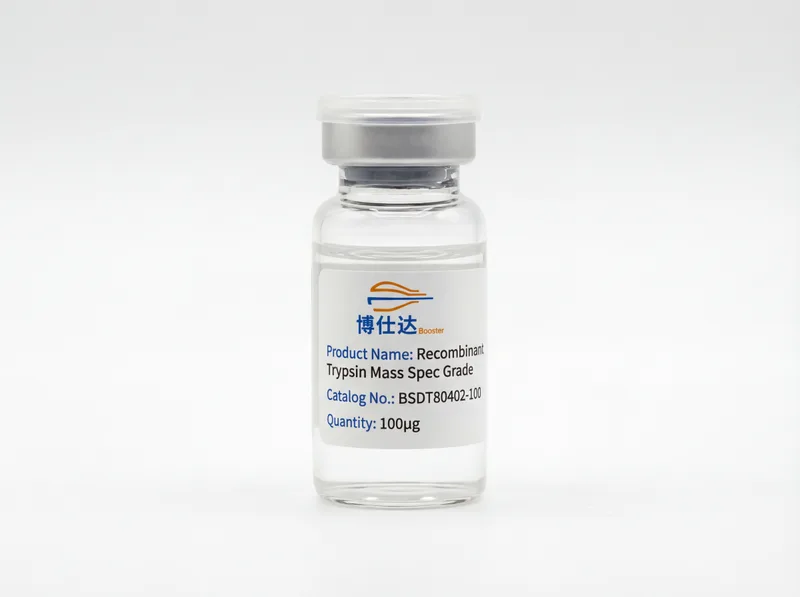 博仕达 Booster
Product Name: Recombinant
Trypsin Mass Spec Grade
Catalog No.: BSDT80402-100
Quantity: 100μg